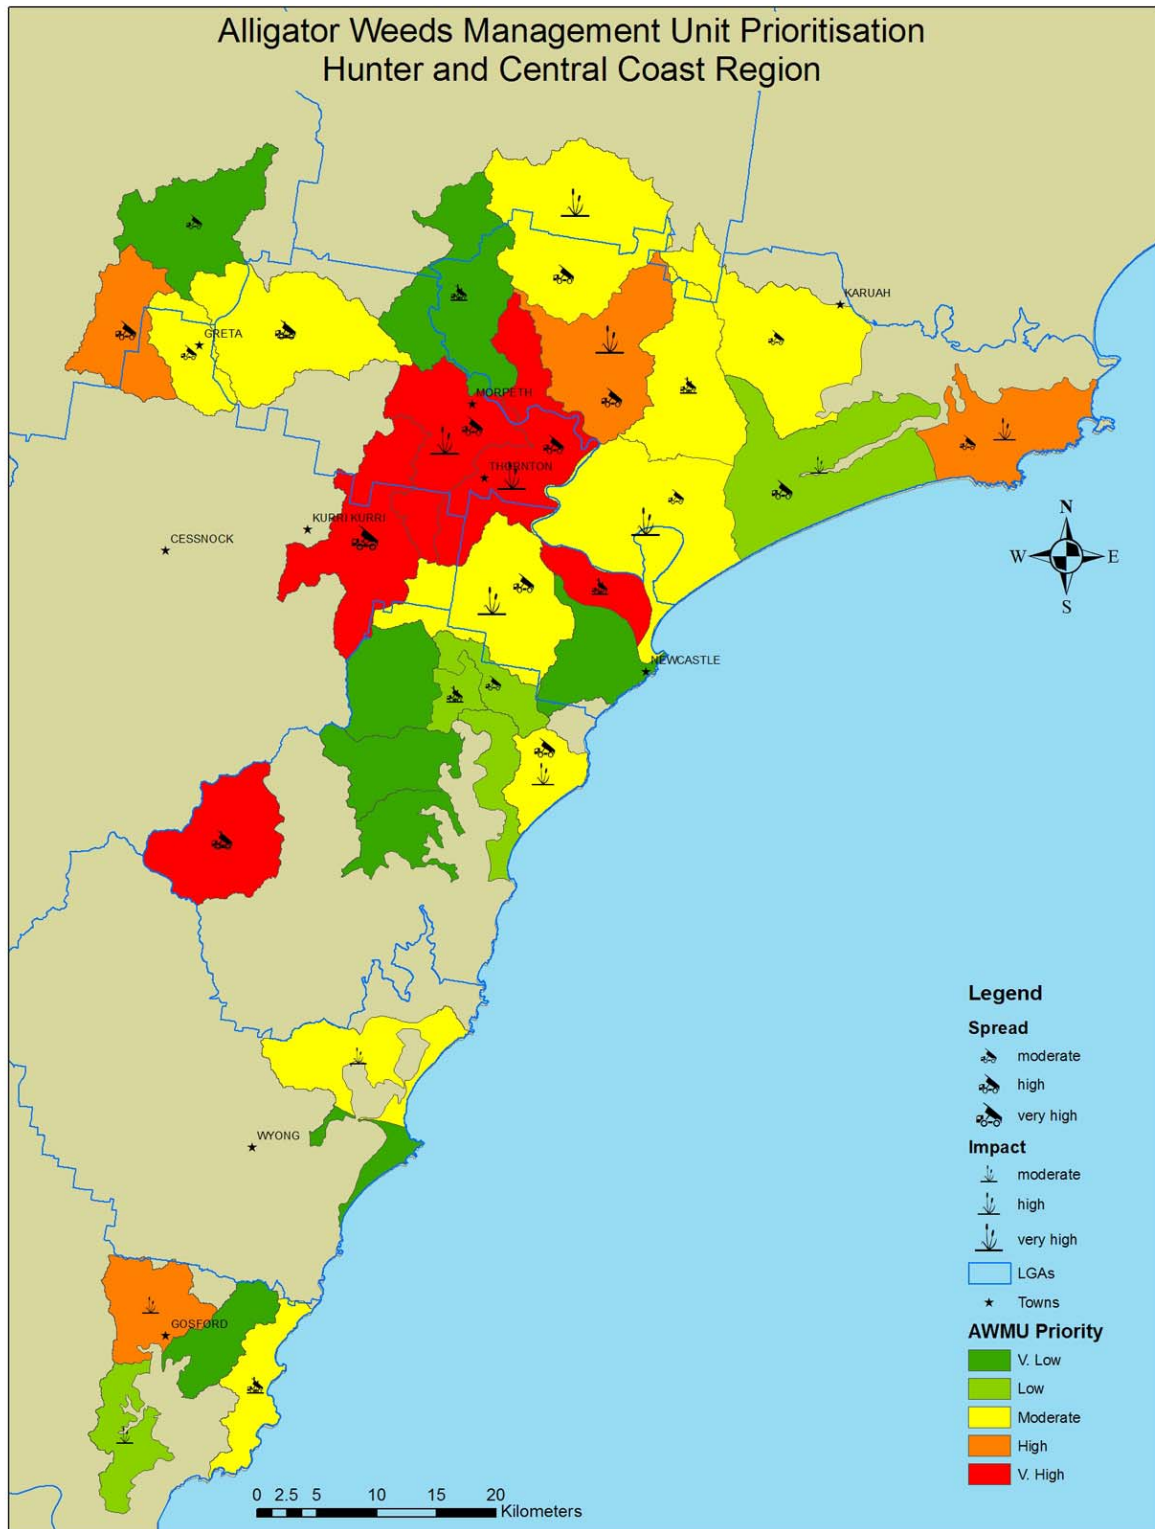 Alligator Weeds Management Unit Prioritisation
Hunter and Central Coast Region
KARUAH
GRETA
MORPETH
THORNTON
KURRI KURRI
CESSNOCK
N
W E
S
NEWCASTLE
WYONG
GOSFORD
Legend
Spread
moderate
high
very high
Impact
moderate
high
very high
LGAs
Towns
AWMU Priority
V. Low
Low
Moderate
High
V. High
0 2.5 5 10 15 20
Kilometers